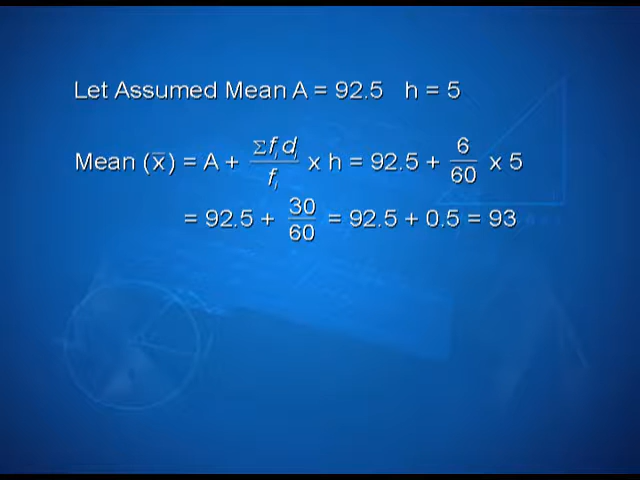 Let Assumed Mean A = 92.5 h = 5
Mean (x̅) = A + Σfᵢdᵢ/fᵢ x h = 92.5 + 6/60 x 5
= 92.5 + 30/60 = 92.5 + 0.5 = 93